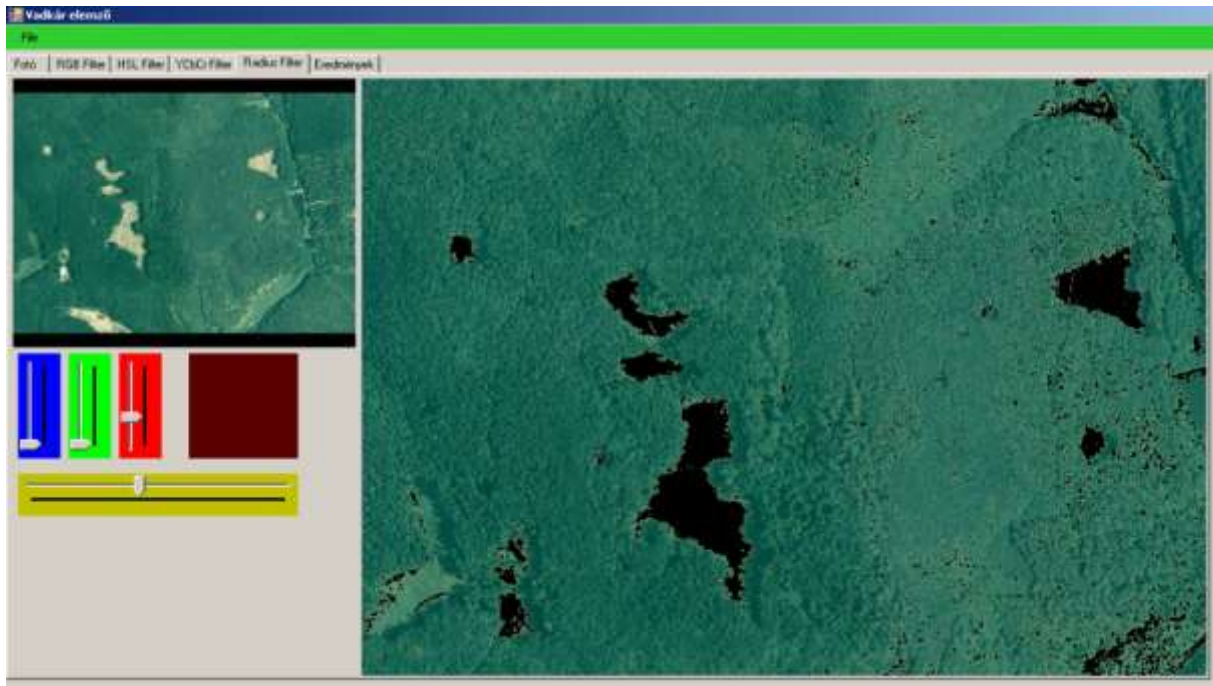 Vadkár elemző
File
Fotó RGB Filter HSL Filter YCbCr Filter Radius Filter Eredmények